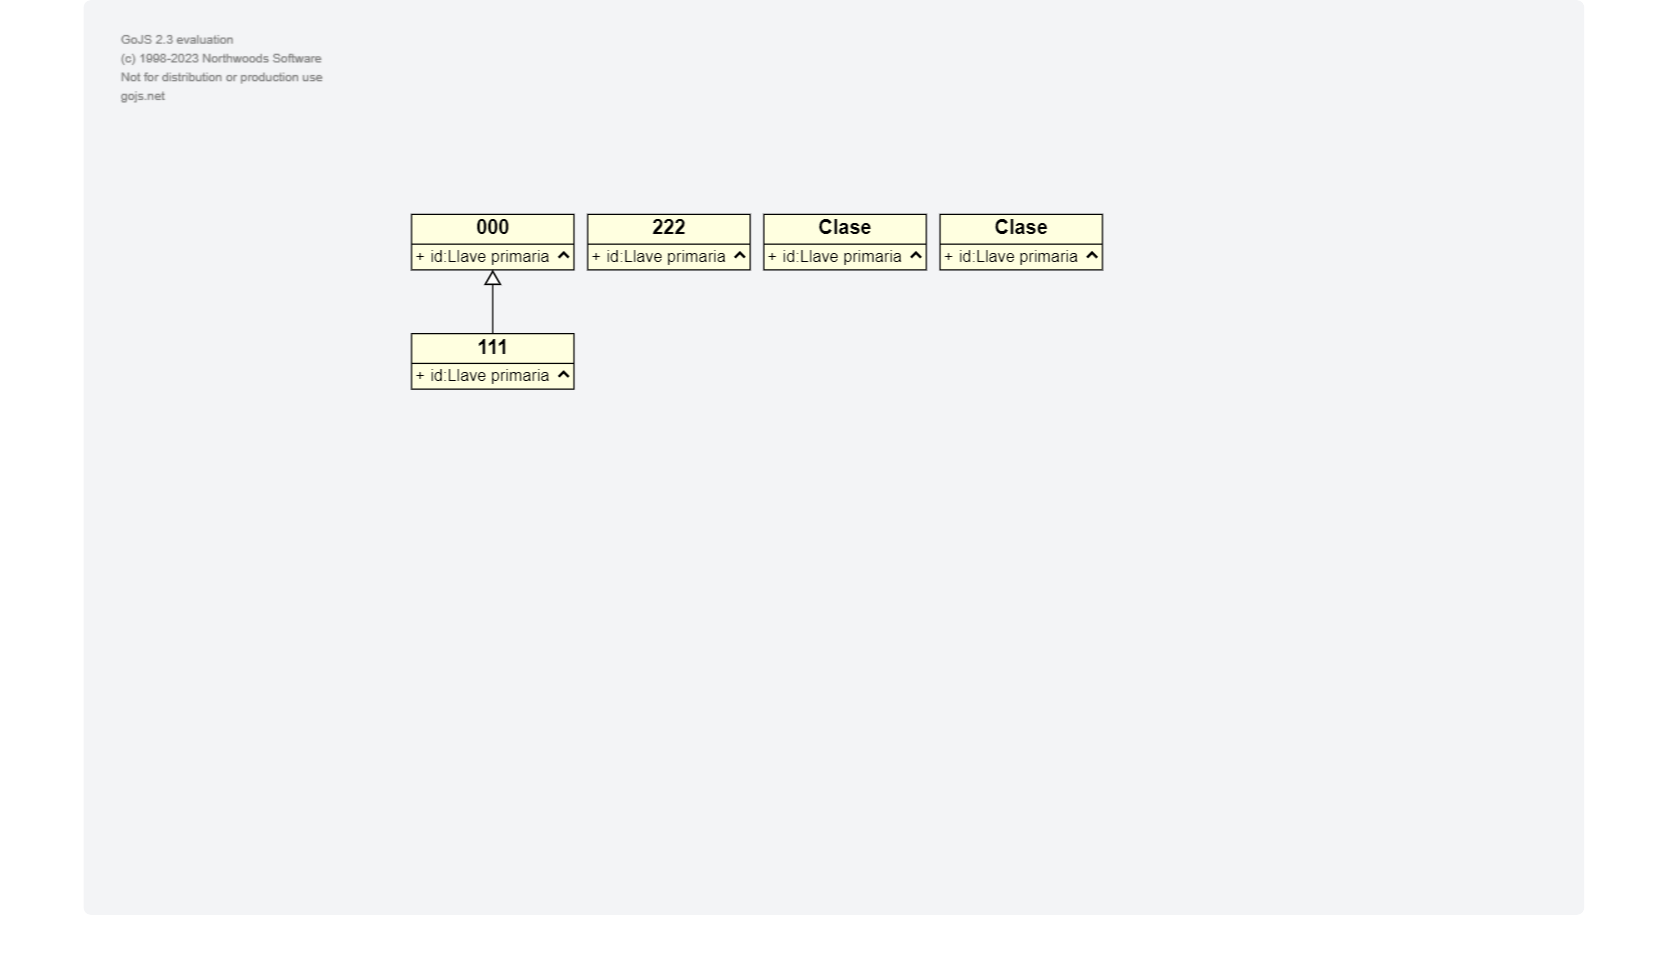 GoJS 2.3 evaluation
(c) 1998-2023 Northwoods Software
Not for distribution or production use
gojs.net
000
+ id:Llave primaria
222
+ id:Llave primaria
Clase
+ id:Llave primaria
Clase
+ id:Llave primaria
111
+ id:Llave primaria